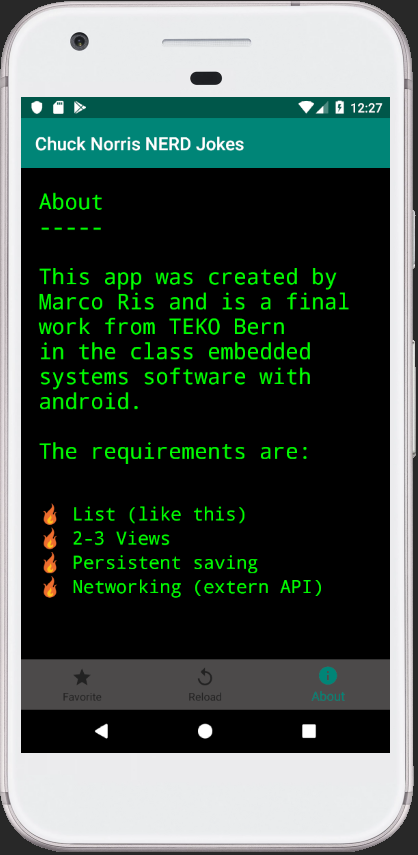 12:27
Chuck Norris NERD Jokes
About
-----
This app was created by
Marco Ris and is a final
work from TEKO Bern
in the class embedded
systems software with
android.
The requirements are:
🔥 List (like this)
🔥 2-3 Views
🔥 Persistent saving
🔥 Networking (extern API)
Favorite Reload About